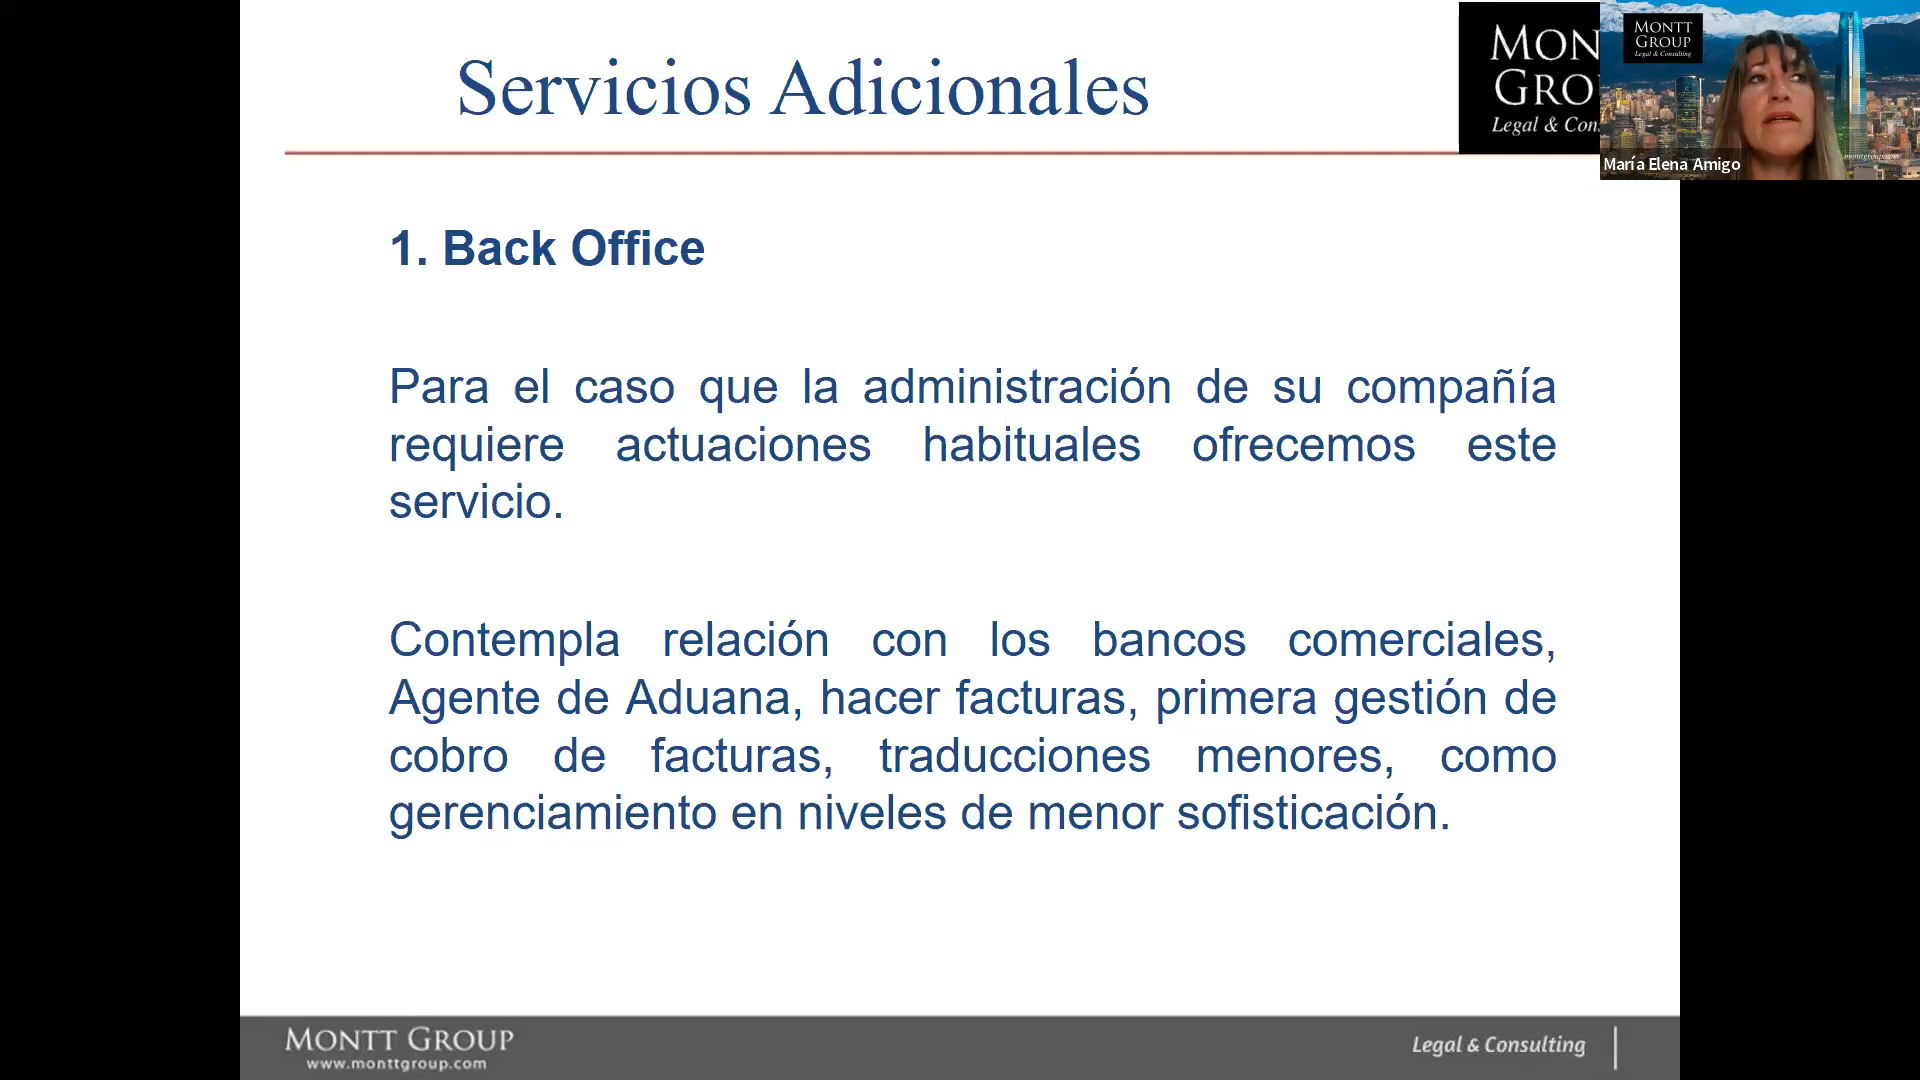 Servicios Adicionales
MON
GRO
Legal & Con
MONTT
GROUP
Legal & Consulting
monttgroup.com
María Elena Amigo
1. Back Office
Para el caso que la administración de su compañía
requiere actuaciones habituales ofrecemos este
servicio.
Contempla relación con los bancos comerciales,
Agente de Aduana, hacer facturas, primera gestión de
cobro de facturas, traducciones menores, como
gerenciamiento en niveles de menor sofisticación.
MONTT GROUP
www.monttgroup.com
Legal & Consulting